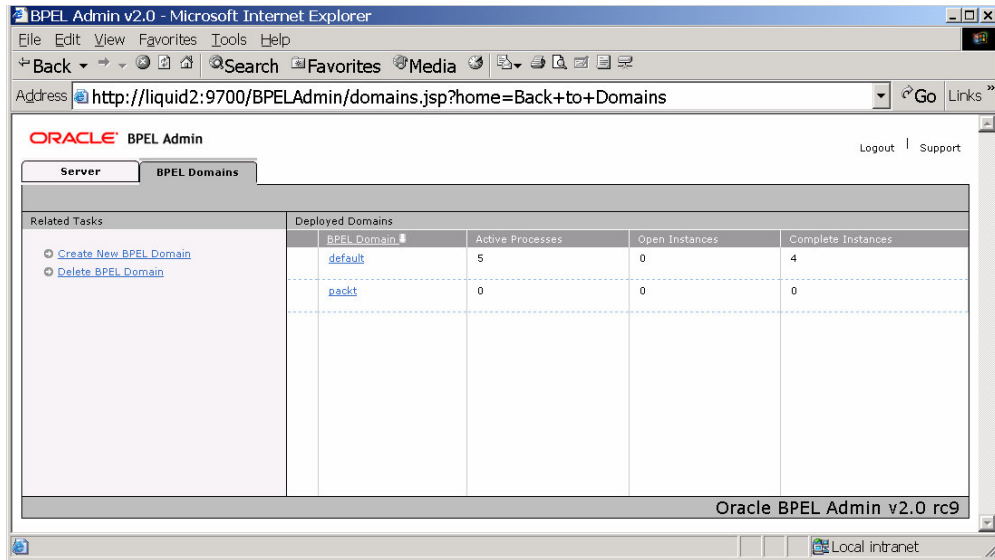 BPEL Admin v2.0 - Microsoft Internet Explorer
File Edit View Favorites Tools Help
Back Search Favorites Media
Address http://liquid2:9700/BPELAdmin/domains.jsp?home=Back+to+Domains Go Links »
ORACLE BPEL Admin
Logout | Support
Server BPEL Domains
Related Tasks
Create New BPEL Domain
Delete BPEL Domain
Deployed Domains
BPEL Domain Active Processes Open Instances Complete Instances
default 5 0 4
packt 0 0 0
Oracle BPEL Admin v2.0 rc9
Local intranet